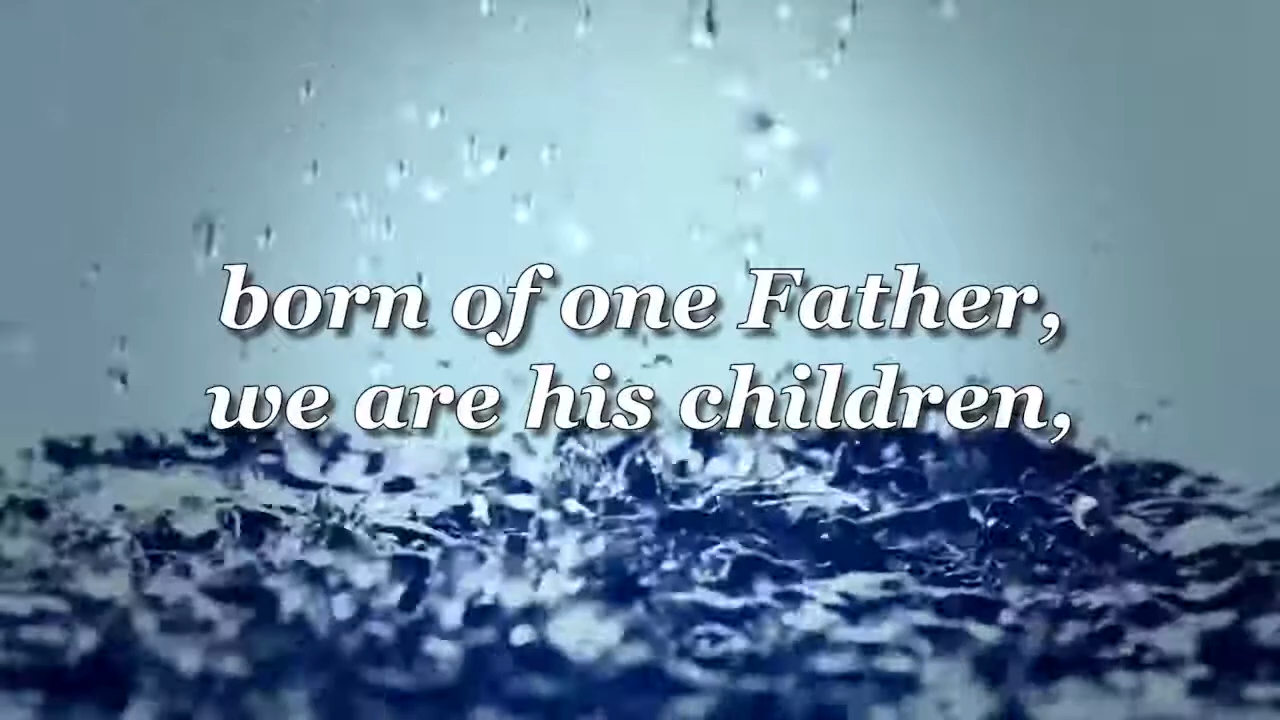 born of one Father,
we are his children,